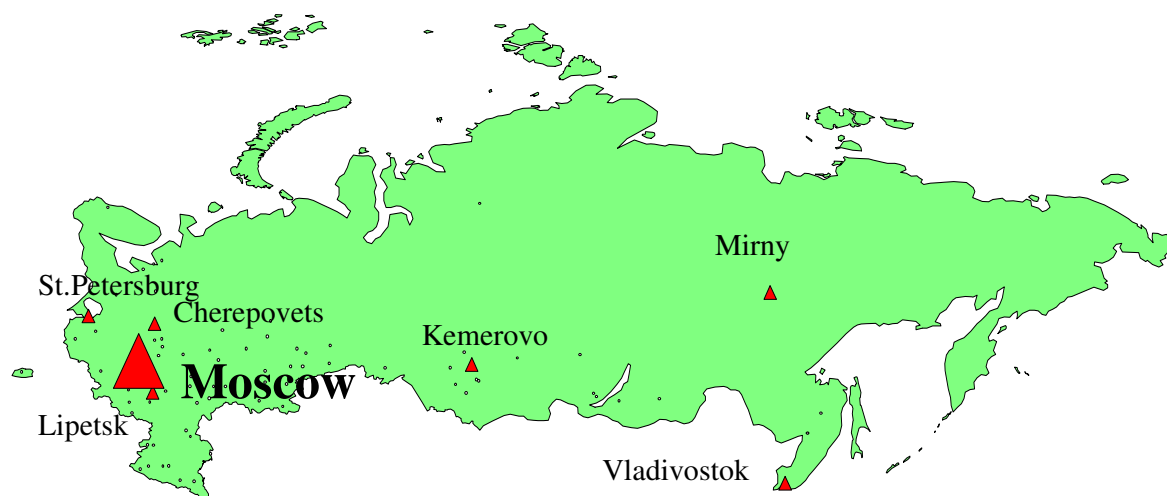 Mirny
St.Petersburg
Cherepovets
Kemerovo
Moscow
Lipetsk
Vladivostok